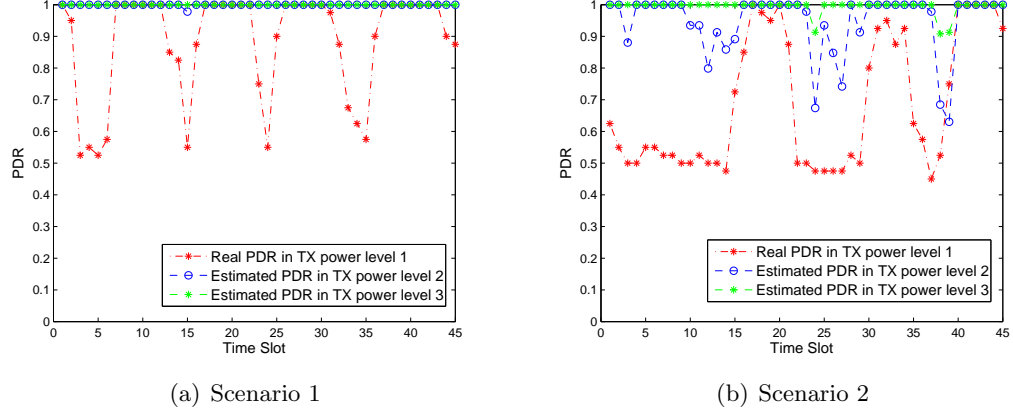 1
0.9
0.8
0.7
0.6
0.5
0.4
0.3
0.2
0.1
0
PDR
Real PDR in TX power level 1
Estimated PDR in TX power level 2
Estimated PDR in TX power level 3
0 5 10 15 20 25 30 35 40 45
Time Slot
(a) Scenario 1
1
0.9
0.8
0.7
0.6
0.5
0.4
0.3
0.2
0.1
0
PDR
Real PDR in TX power level 1
Estimated PDR in TX power level 2
Estimated PDR in TX power level 3
0 5 10 15 20 25 30 35 40 45
Time Slot
(b) Scenario 2